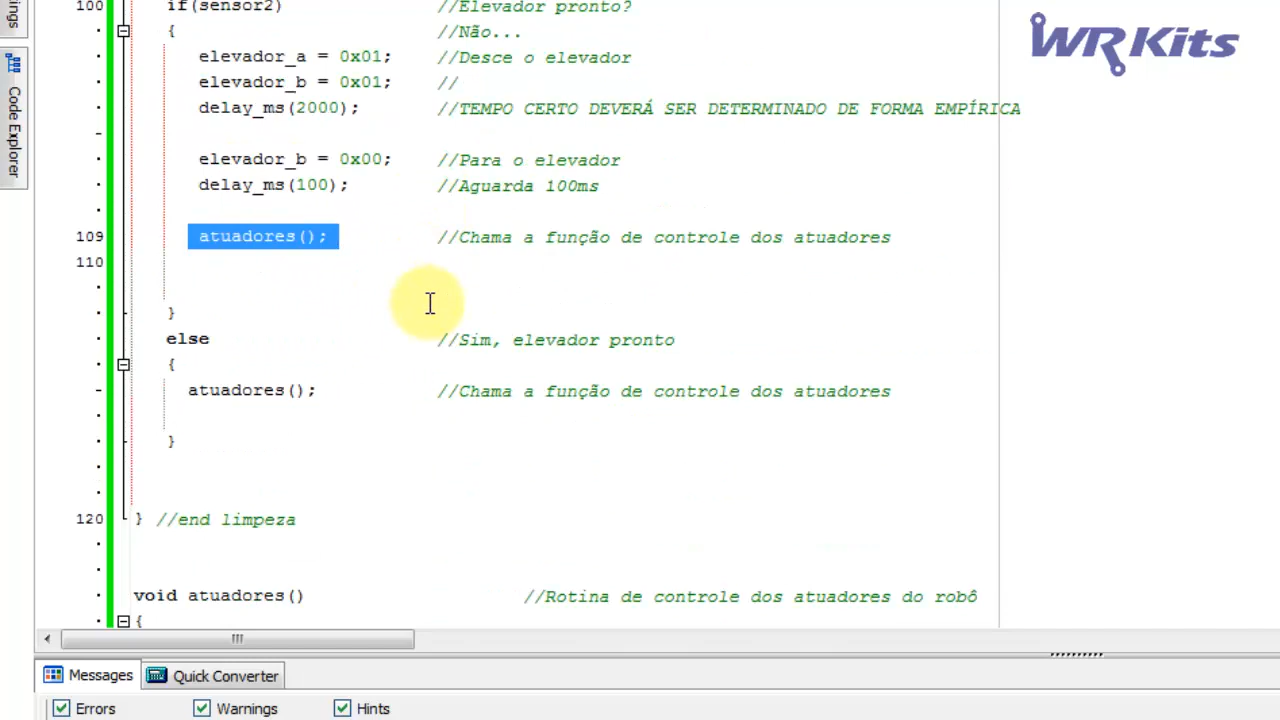 100 if(sensor2) //Elevador pronto?
{ //Não...
elevador_a = 0x01; //Desce o elevador
elevador_b = 0x01; //
delay_ms(2000); //TEMPO CERTO DEVERÁ SER DETERMINADO DE FORMA EMPÍRICA
elevador_b = 0x00; //Para o elevador
delay_ms(100); //Aguarda 100ms
109 atuadores(); //Chama a função de controle dos atuadores
110
}
else //Sim, elevador pronto
{
atuadores(); //Chama a função de controle dos atuadores
}
120 } //end limpeza
void atuadores() //Rotina de controle dos atuadores do robô
{
WR Kits
ings
Code Explorer
Messages Quick Converter
Errors Warnings Hints